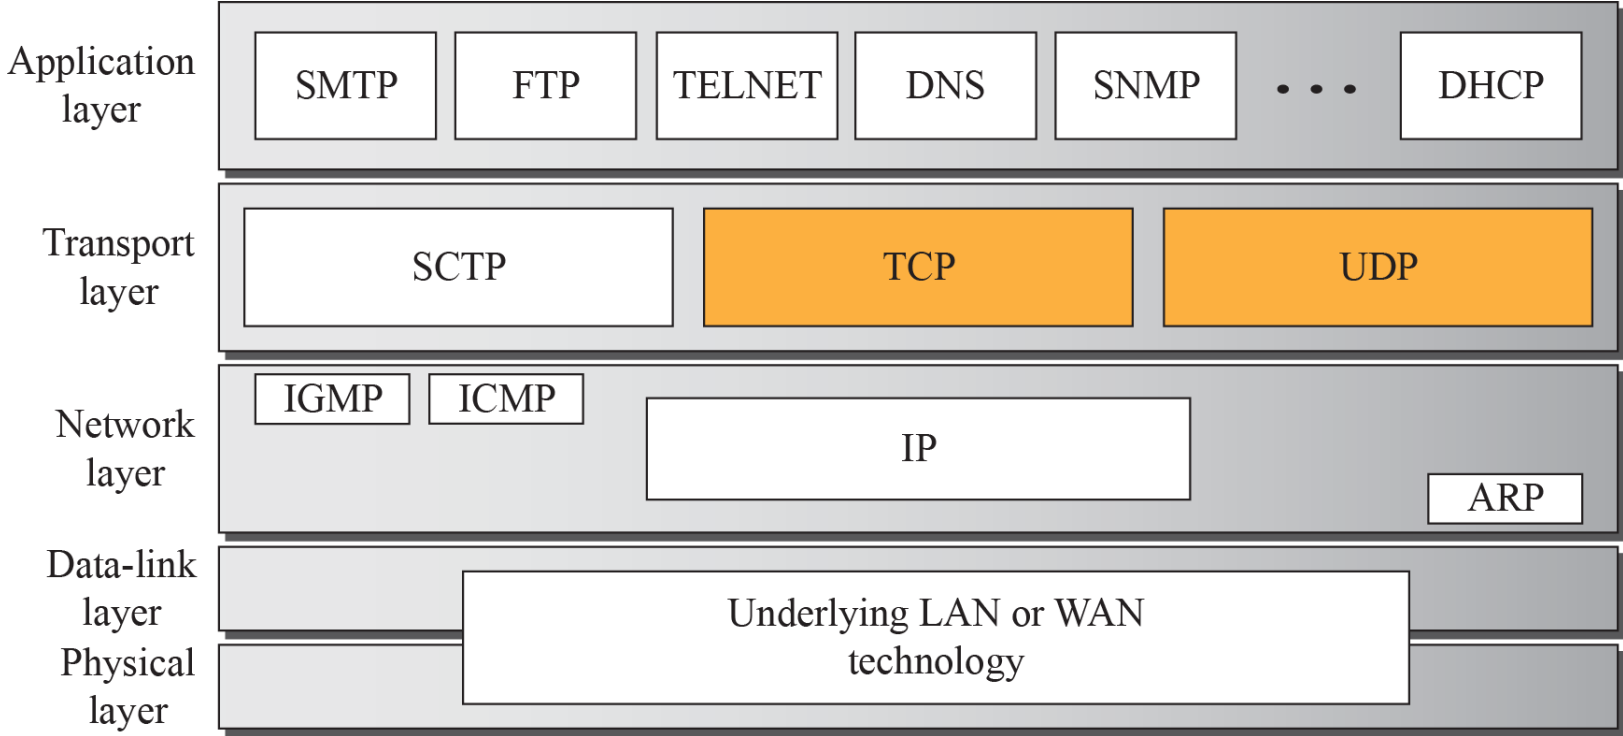 Application
layer
SMTP
FTP
TELNET
DNS
SNMP
• • •
DHCP
Transport
layer
SCTP
TCP
UDP
Network
layer
IGMP
ICMP
IP
ARP
Data-link
layer
Physical
layer
Underlying LAN or WAN
technology